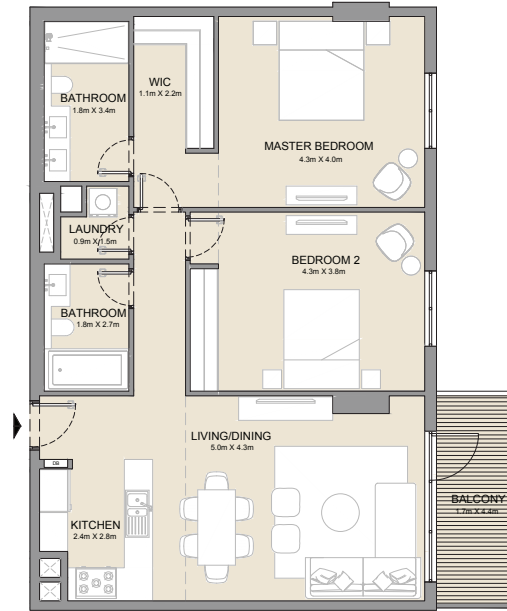 WIC
1.1m X 2.2m
BATHROOM
1.8m X 3.4m
MASTER BEDROOM
4.3m X 4.0m
LAUNDRY
0.9m X 1.5m
BEDROOM 2
4.3m X 3.8m
BATHROOM
1.8m X 2.7m
LIVING/DINING
5.0m X 4.3m
DB
BALCONY
1.7m X 4.4m
KITCHEN
2.4m X 2.8m